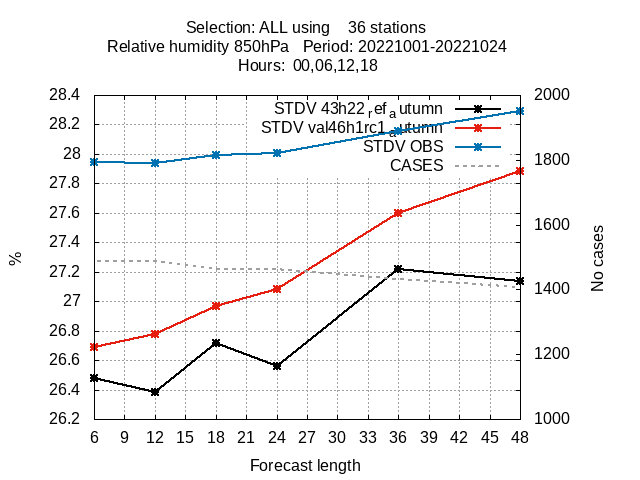 Selection: ALL using    36 stations
Relative humidity 850hPa   Period: 20221001-20221024
Hours: 00,06,12,18
STDV 43h22_ref_autumn
STDV val46h1rc1_autumn
STDV OBS
CASES
28.4
28.2
28
27.8
27.6
27.4
27.2
27
26.8
26.6
26.4
26.2
%
2000
1800
1600
1400
1200
1000
No cases
6 9 12 15 18 21 24 27 30 33 36 39 42 45 48
Forecast length